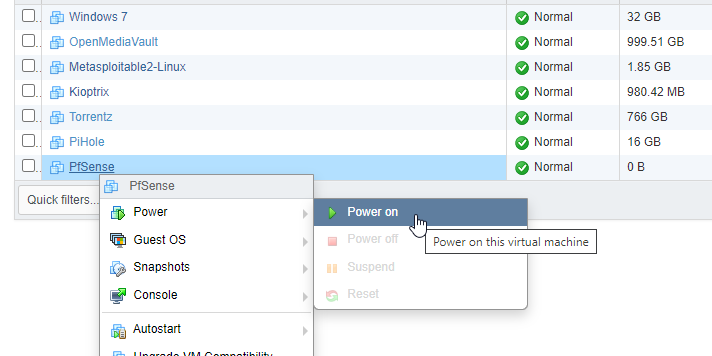 Windows 7 Normal 32 GB
OpenMediaVault Normal 999.51 GB
Metasploitable2-Linux Normal 1.85 GB
Kioptrix Normal 980.42 MB
Torrentz Normal 766 GB
PiHole Normal 16 GB
PfSense Normal 0 B
Quick filters...
PfSense
Power
Guest OS
Snapshots
Console
Autostart
Upgrade VM Compatibility
Power on
Power off
Suspend
Reset
Power on this virtual machine